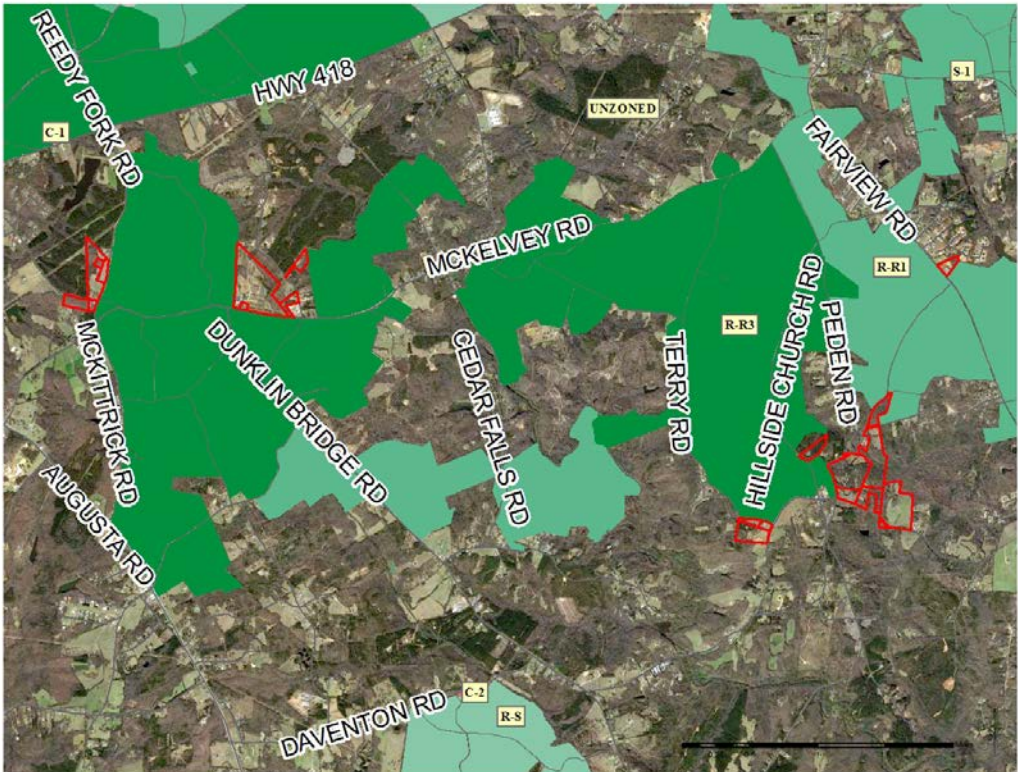 REEDY FORK RD
HWY 418
S-1
UNZONED
C-1
FAIRVIEW RD
MCKELVEY RD
R-R1
R-R3
HILLSIDE CHURCH RD
PEDEN RD
MCKITTRICK RD
DUNKLIN BRIDGE RD
CEDAR FALLS RD
TERRY RD
AUGUSTA RD
C-2
R-S
DAVENTON RD